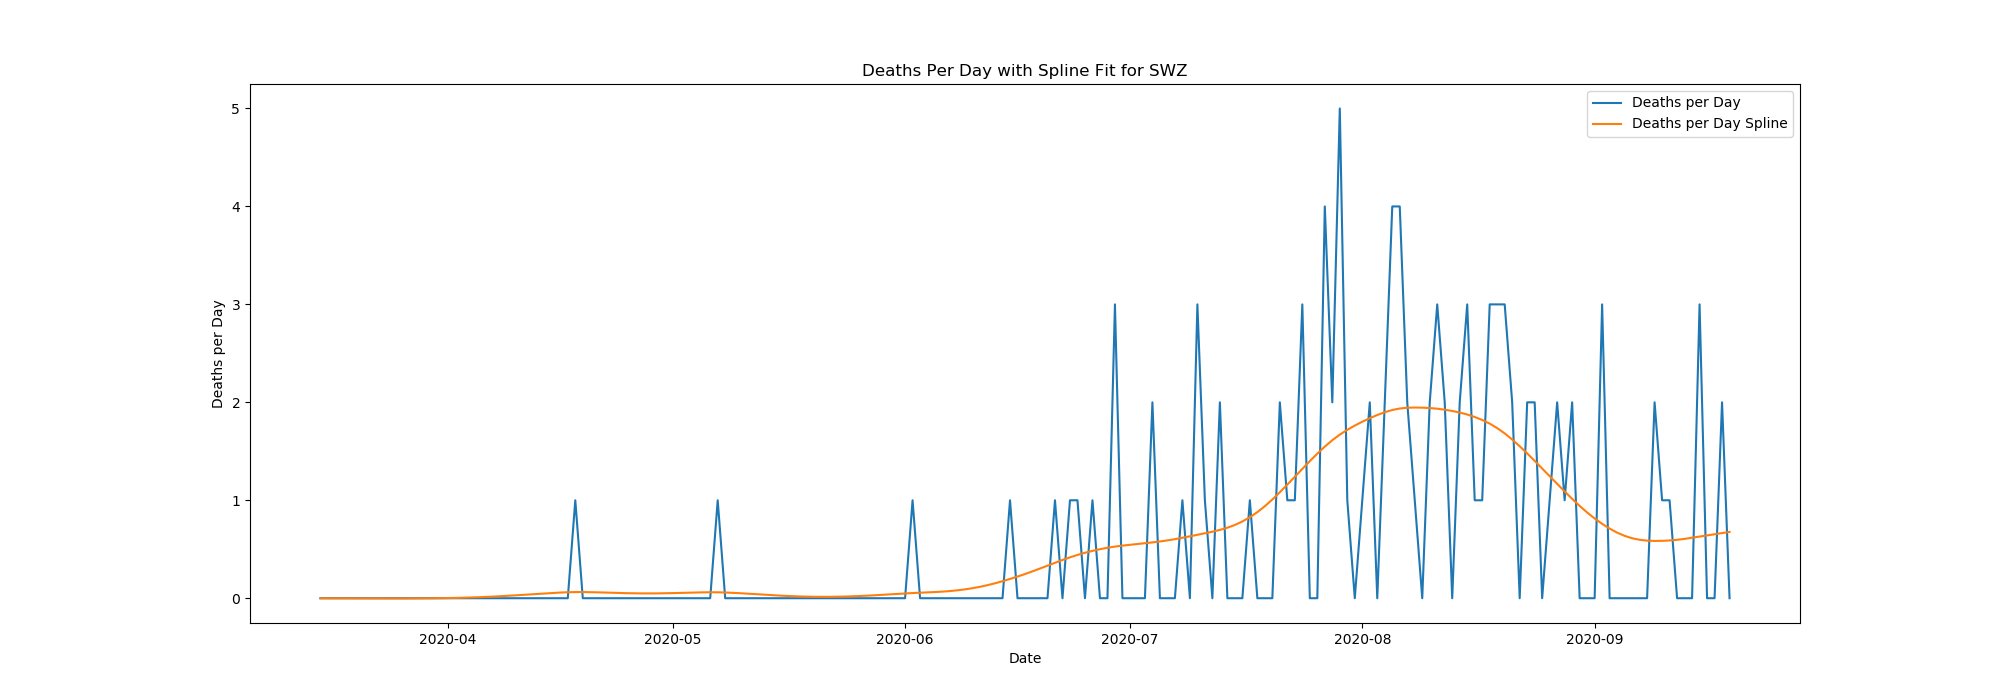 Deaths Per Day with Spline Fit for SWZ
Deaths per Day
Deaths per Day Spline
5
4
3
2
1
0
Deaths per Day
2020-04 2020-05 2020-06 2020-07 2020-08 2020-09
Date